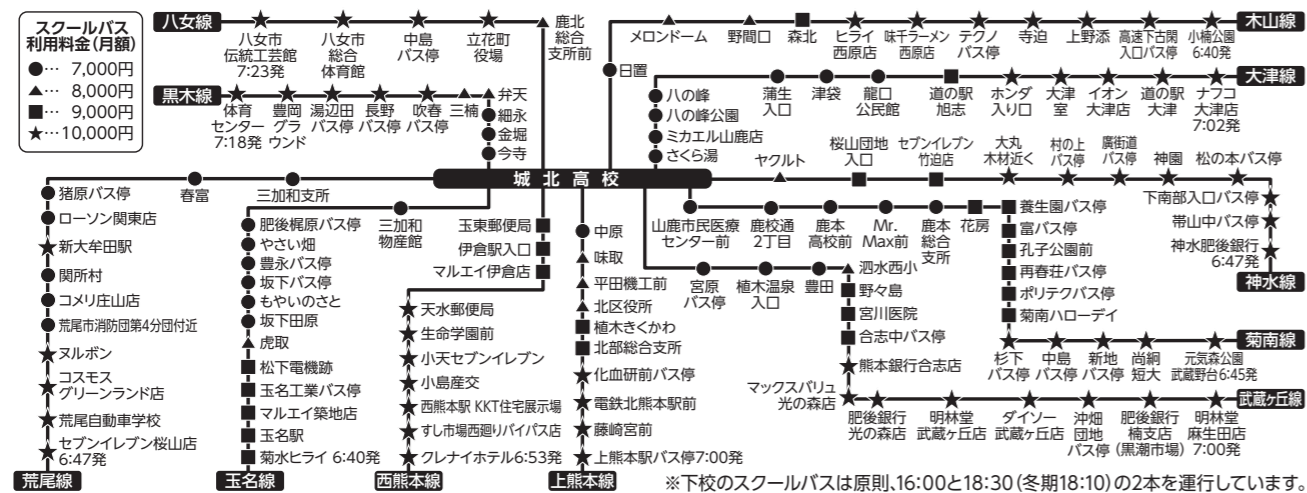 スクールバス
利用料金(月額)
●… 7,000円
▲… 8,000円
■… 9,000円
★…10,000円
八女線
八女市
伝統工芸館
7:23発
八女市
総合
体育館
中島
バス停
立花町
役場
鹿北
総合
支所前
黒木線
体育
センター
7:18発
豊岡
グラ
ウンド
湯辺田
バス停
長野
バス停
吹春
バス停
三楠
弁天
細永
金堀
今寺
木山線
メロンドーム
野間口
森北
ヒライ
西原店
味千ラーメン
西原店
テクノ
バス停
寺迫
上野添
高速下古関
入口バス停
小楠公園
6:40発
日置
大津線
八の峰
八の峰公園
ミカエル山鹿店
さくら湯
蒲生
入口
津袋
龍口
公民館
道の駅
旭志
ホンダ
入り口
大津
室
イオン
大津店
道の駅
大津
ナフコ
大津店
7:02発
城北高校
ヤクルト
桜山団地
入口
セブンイレブン
竹迫店
大丸
木材近く
村の上
バス停
廣街道
バス停
神園
松の本バス停
下南部入口バス停
帯山中バス停
神水肥後銀行
6:47発
神水線
山鹿市民医療
センター前
鹿校通
2丁目
鹿本
高校前
Mr.
Max前
鹿本
総合
支所
花房
養生園バス停
富バス停
孔子公園前
再春荘バス停
ポリテクバス停
菊南ハローデイ
菊南線
杉下
バス停
中島
バス停
新地
バス停
尚絅
短大
元気森公園
武蔵野台6:45発
宮原
バス停
植木温泉
入口
豊田
泗水西小
野々島
宮川医院
合志中バス停
熊本銀行合志店
マックスバリュ
光の森店
武蔵ヶ丘線
肥後銀行
光の森店
明林堂
武蔵ヶ丘店
ダイソー
武蔵ヶ丘店
沖畑
団地
バス停
肥後銀行
楠支店
(黒潮市場)
明林堂
麻生田店
7:00発
春富
三加和支所
猪原バス停
ローソン関東店
新大牟田駅
関所村
コメリ庄山店
荒尾市消防団第4分団付近
ヌルボン
コスモス
グリーンランド店
荒尾自動車学校
セブンイレブン桜山店
6:47発
荒尾線
三加和
物産館
肥後梶原バス停
やさい畑
豊永バス停
坂下バス停
もやいのさと
坂下田原
虎取
松下電機跡
玉名工業バス停
マルエイ築地店
玉名駅
菊水ヒライ 6:40発
玉名線
玉東郵便局
伊倉駅入口
マルエイ伊倉店
天水郵便局
生命学園前
小天セブンイレブン
小島産交
西熊本駅 KKT住宅展示場
すし市場西廻りバイパス店
クレナイホテル6:53発
西熊本線
中原
味取
平田機工前
北区役所
植木きくかわ
北部総合支所
化血研前バス停
電鉄北熊本駅前
藤崎宮前
上熊本駅バス停7:00発
上熊本線
※下校のスクールバスは原則、16:00と18:30(冬期18:10)の2本を運行しています。